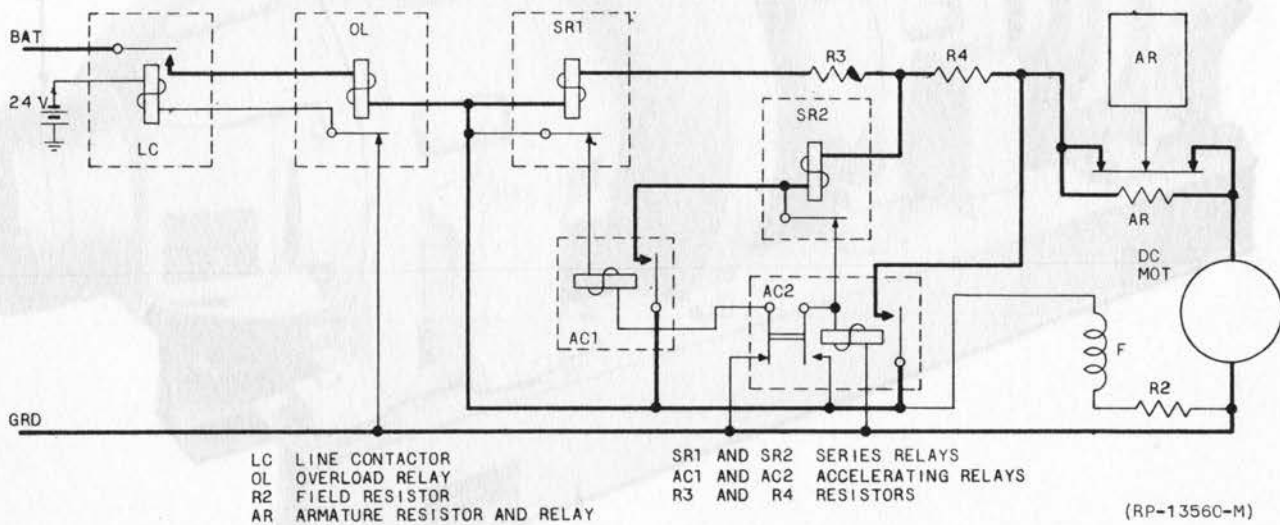 OL
SR1
BAT
R3
R4
AR
24 V
SR2
LC
AR
DC
MOT
AC2
AC1
F
R2
GRD
LC LINE CONTACTOR
OL OVERLOAD RELAY
R2 FIELD RESISTOR
AR ARMATURE RESISTOR AND RELAY
SR1 AND SR2 SERIES RELAYS
AC1 AND AC2 ACCELERATING RELAYS
R3 AND R4 RESISTORS
(RP-13560-M)